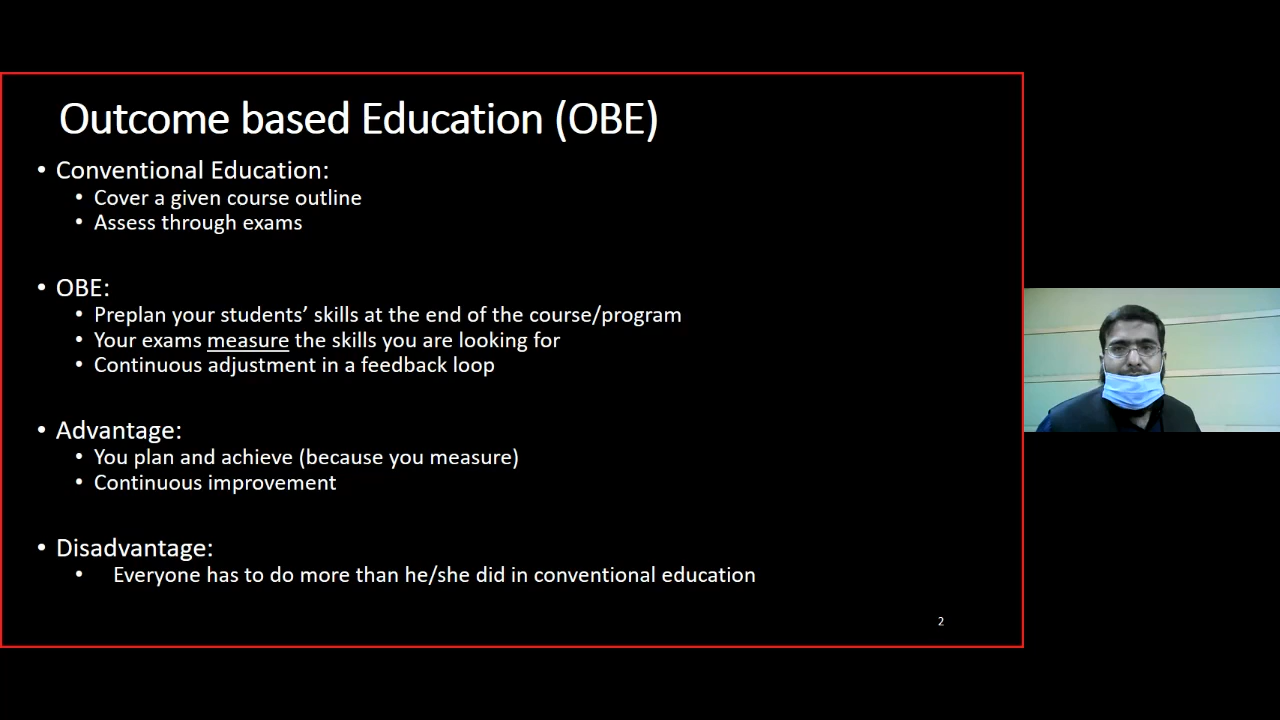 Outcome based Education (OBE)
• Conventional Education:
• Cover a given course outline
• Assess through exams
• OBE:
• Preplan your students’ skills at the end of the course/program
• Your exams measure the skills you are looking for
• Continuous adjustment in a feedback loop
• Advantage:
• You plan and achieve (because you measure)
• Continuous improvement
• Disadvantage:
• Everyone has to do more than he/she did in conventional education
2